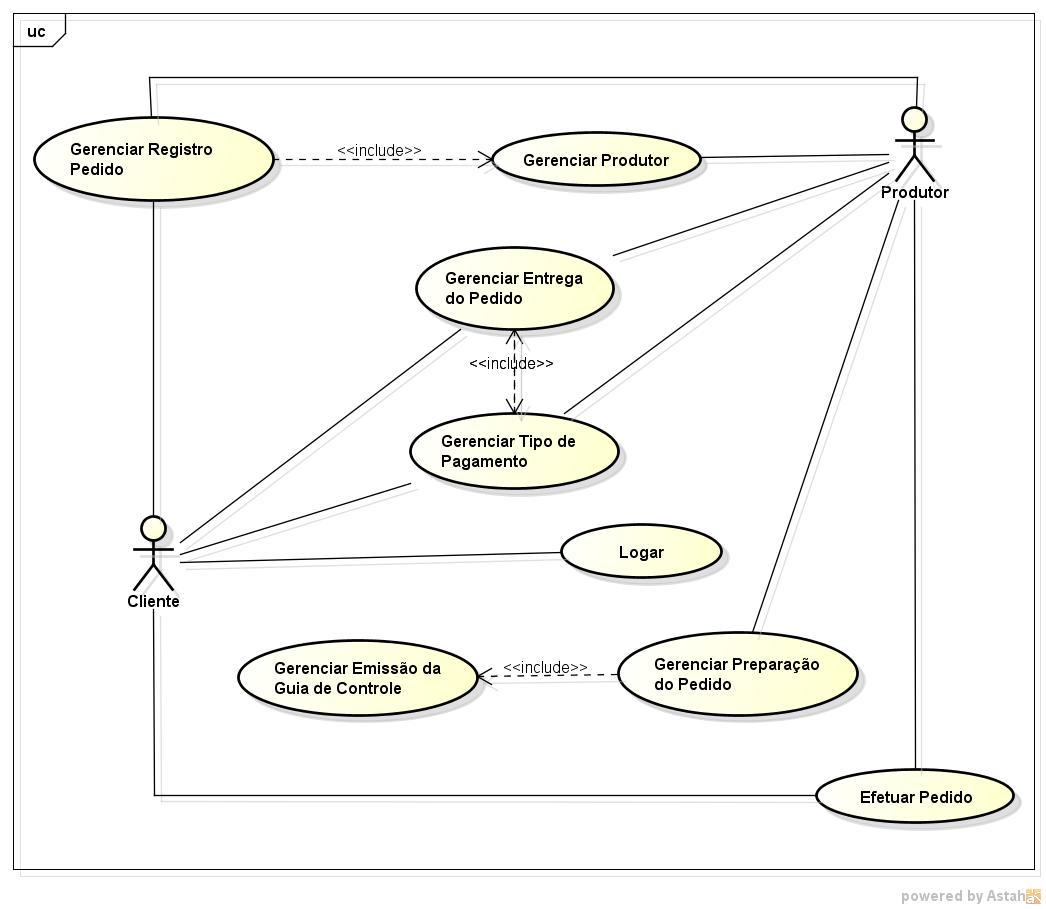 uc
Gerenciar Registro
Pedido
<<include>>
Gerenciar Produtor
Produtor
Gerenciar Entrega
do Pedido
<<include>>
Gerenciar Tipo de
Pagamento
Logar
Cliente
Gerenciar Emissão da
Guia de Controle
<<include>>
Gerenciar Preparação
do Pedido
Efetuar Pedido
powered by Astah